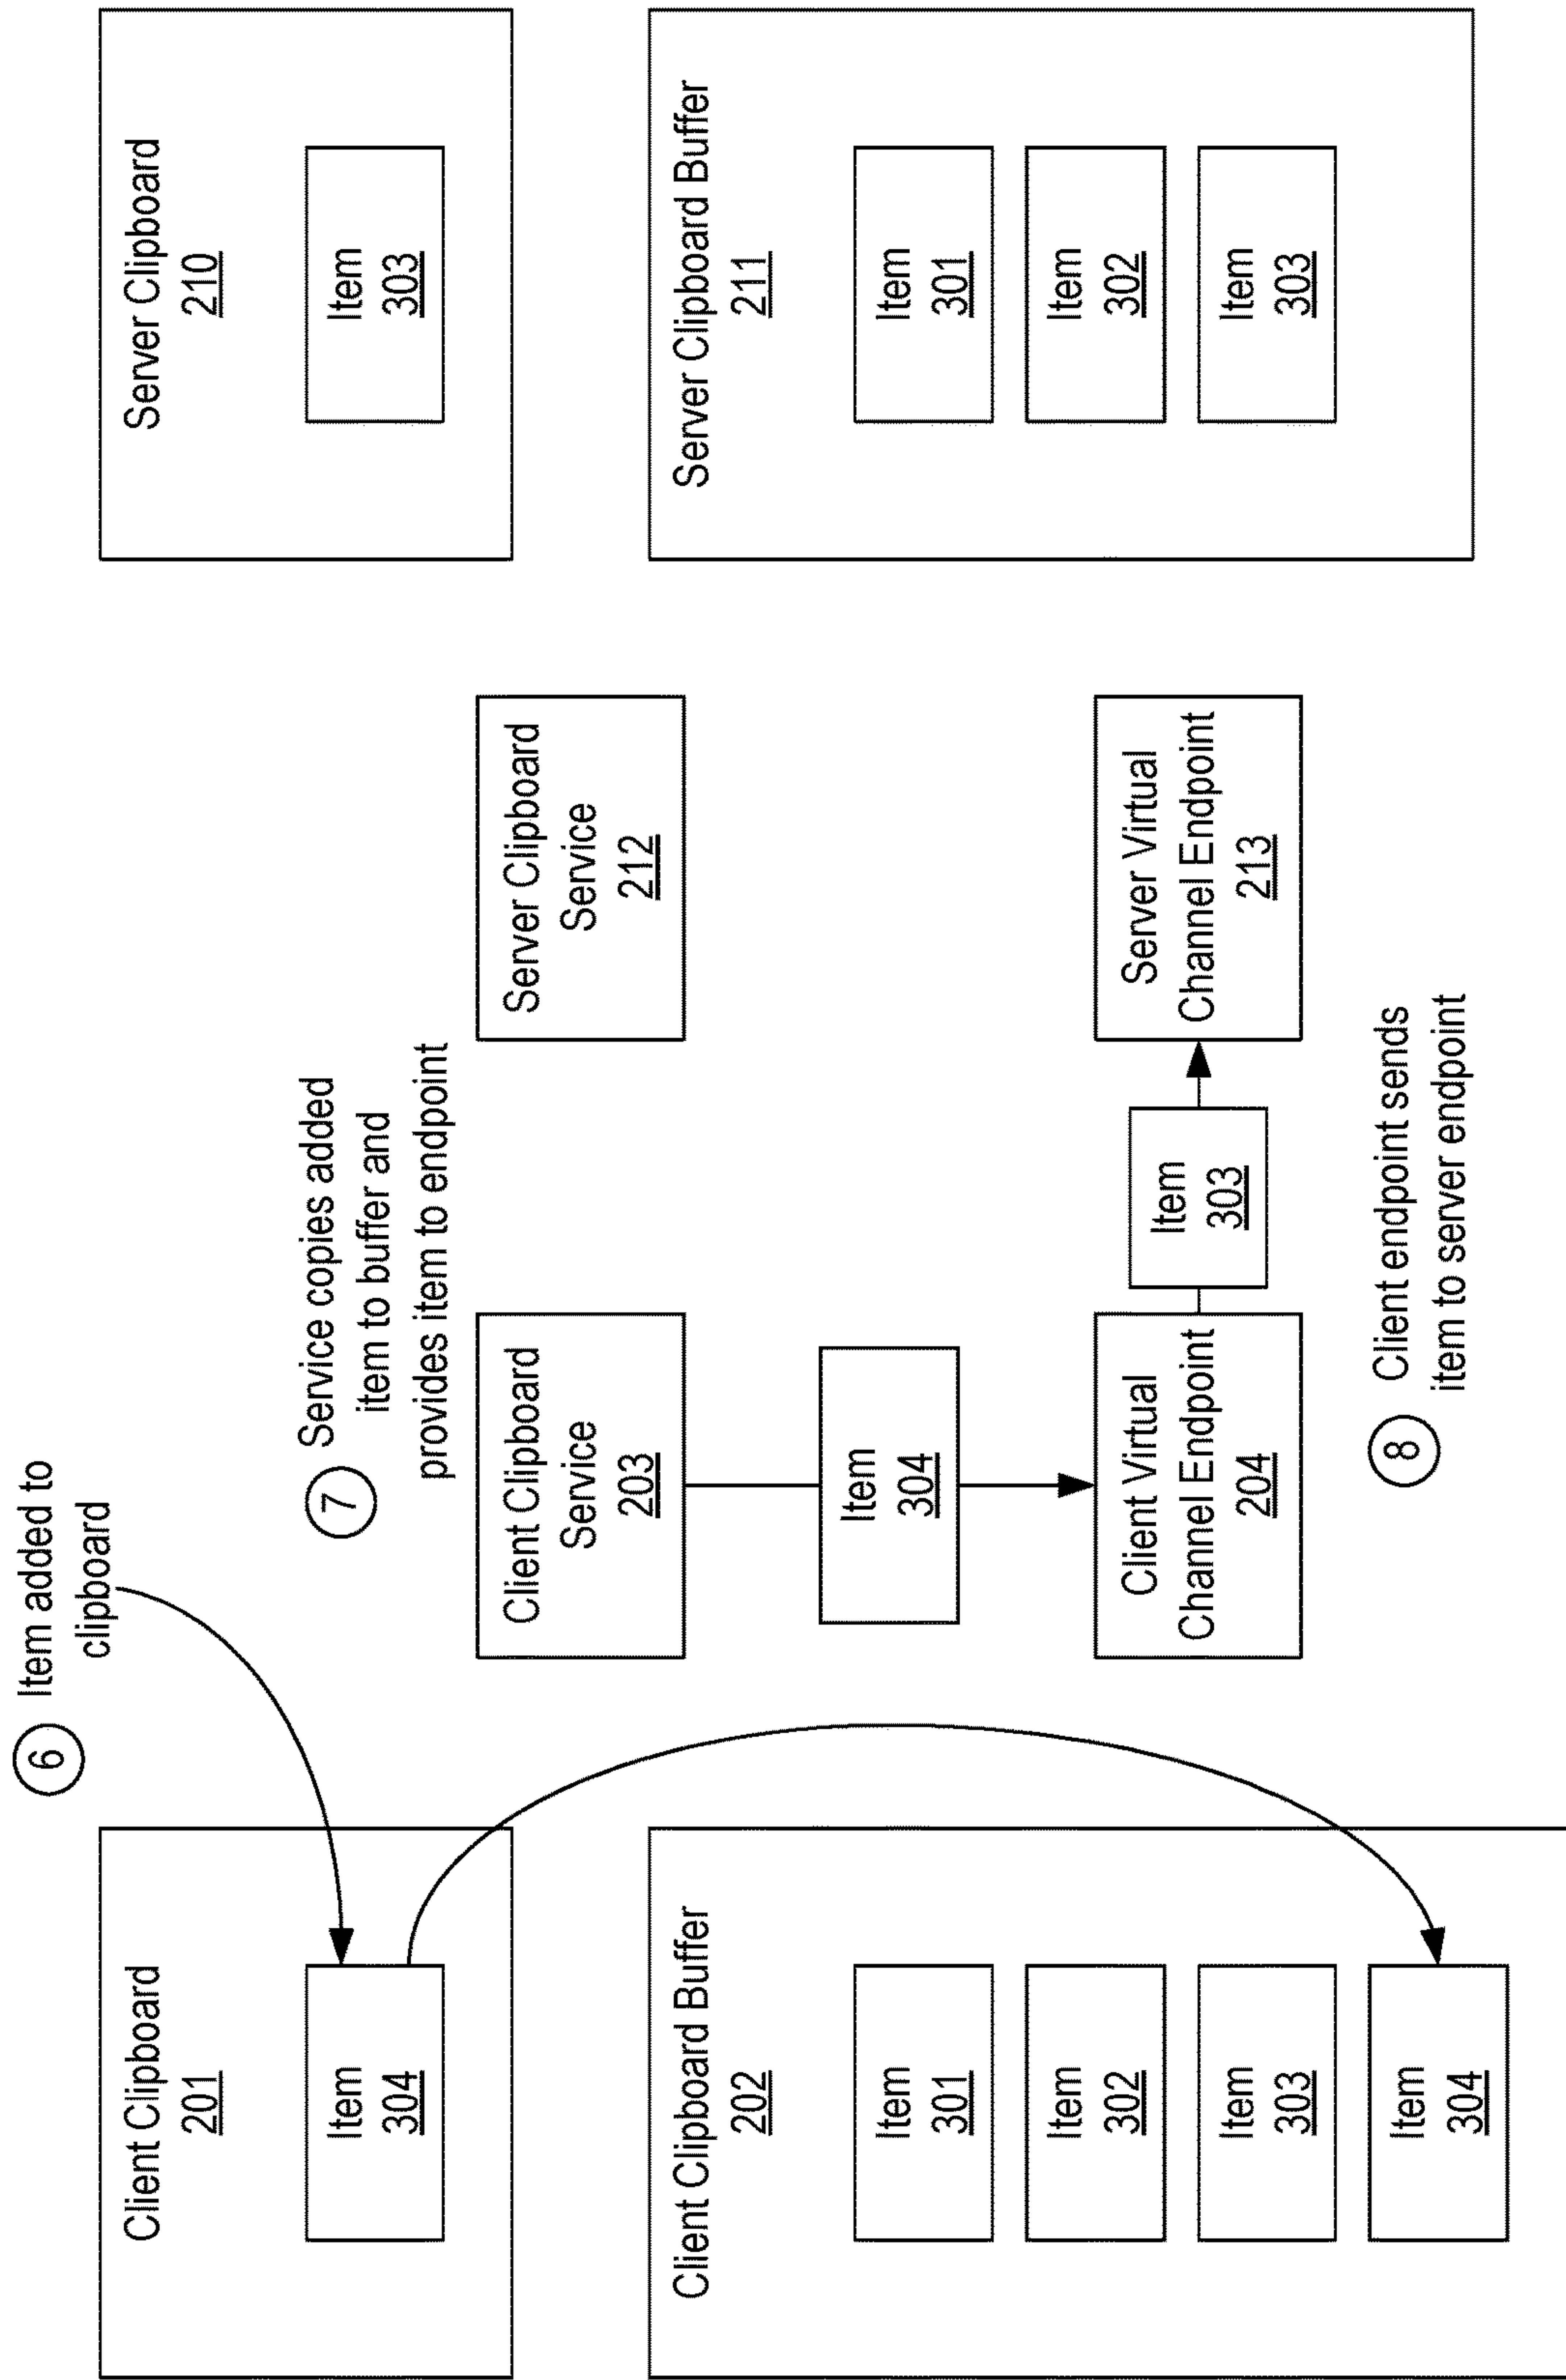 6
Item added to
clipboard
Client Clipboard
201
Item
304
Client Clipboard Buffer
202
Item
301
Item
302
Item
303
Item
304
7
Service copies added
item to buffer and
provides item to endpoint
Client Clipboard
Service
203
Item
304
Client Virtual
Channel Endpoint
204
Item
303
8
Client endpoint sends
item to server endpoint
Server Clipboard
Service
212
Server Virtual
Channel Endpoint
213
Server Clipboard
210
Item
303
Server Clipboard Buffer
211
Item
301
Item
302
Item
303